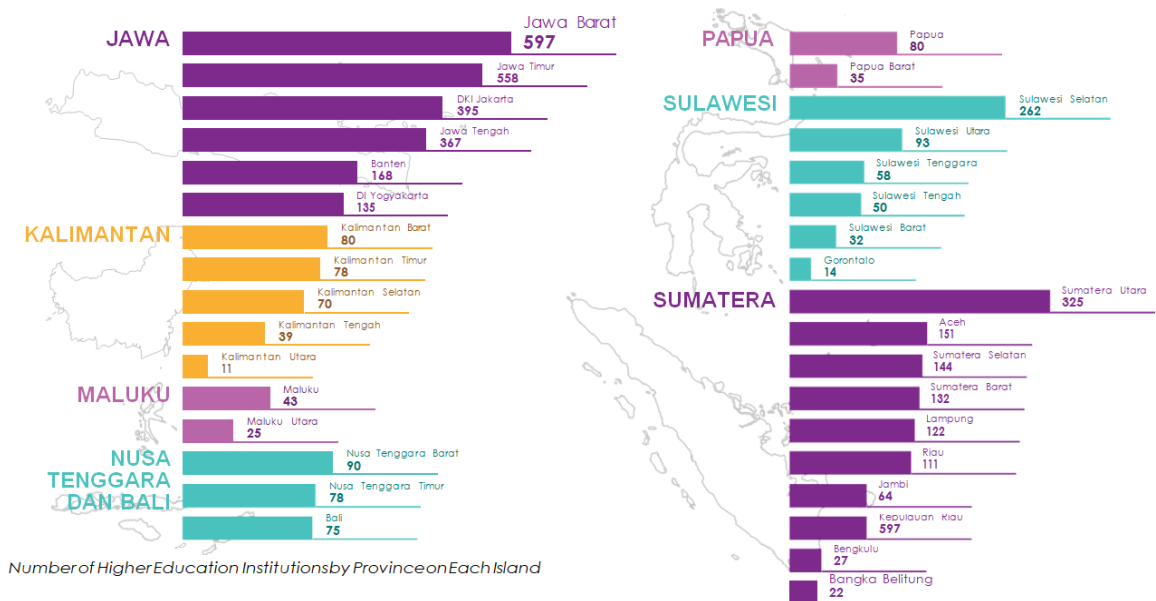 JAWA
Jawa Barat
597
Jawa Timur
558
DKI Jakarta
395
Jawa Tengah
367
Banten
168
DI Yogyakarta
135
KALIMANTAN
Kalimantan Barat
80
Kalimantan Timur
78
Kalimantan Selatan
70
Kalimantan Tengah
39
Kalimantan Utara
11
MALUKU
Maluku
43
Maluku Utara
25
NUSA
TENGGARA
DAN BALI
Nusa Tenggara Barat
90
Nusa Tenggara Timur
78
Bali
75
Number of Higher Education Institutions by Province on Each Island
PAPUA
Papua
80
Papua Barat
35
SULAWESI
Sulawesi Selatan
262
Sulawesi Utara
93
Sulawesi Tenggara
58
Sulawesi Tengah
50
Sulawesi Barat
32
Gorontalo
14
SUMATERA
Sumatera Utara
325
Aceh
151
Sumatera Selatan
144
Sumatera Barat
132
Lampung
122
Riau
111
Jambi
64
Kepulauan Riau
597
Bengkulu
27
Bangka Belitung
22